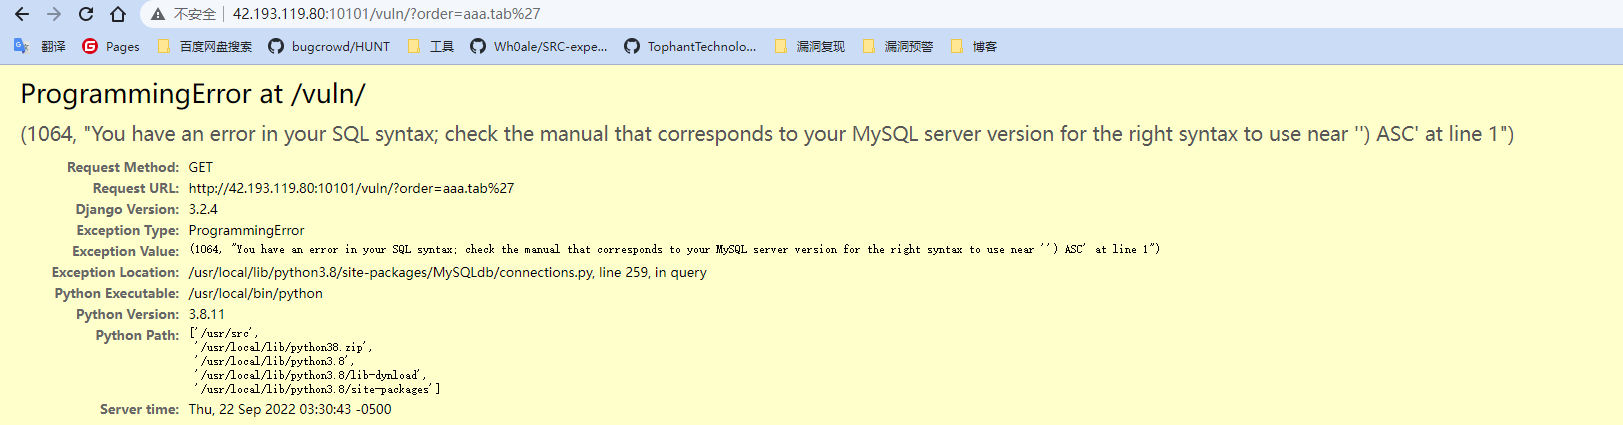 不安全 42.193.119.80:10101/vuln/?order=aaa.tab%27
翻译 Pages 百度网盘搜索 bugcrowd/HUNT 工具 Wh0ale/SRC-expe... TophantTechnolo... 漏洞复现 漏洞预警 博客
ProgrammingError at /vuln/
(1064, "You have an error in your SQL syntax; check the manual that corresponds to your MySQL server version for the right syntax to use near '') ASC' at line 1")
Request Method: GET
Request URL: http://42.193.119.80:10101/vuln/?order=aaa.tab%27
Django Version: 3.2.4
Exception Type: ProgrammingError
Exception Value: (1064, "You have an error in your SQL syntax; check the manual that corresponds to your MySQL server version for the right syntax to use near '') ASC' at line 1")
Exception Location: /usr/local/lib/python3.8/site-packages/MySQLdb/connections.py, line 259, in query
Python Executable: /usr/local/bin/python
Python Version: 3.8.11
Python Path: ['/usr/src',
'/usr/local/lib/python38.zip',
'/usr/local/lib/python3.8',
'/usr/local/lib/python3.8/lib-dynload',
'/usr/local/lib/python3.8/site-packages']
Server time: Thu, 22 Sep 2022 03:30:43 -0500